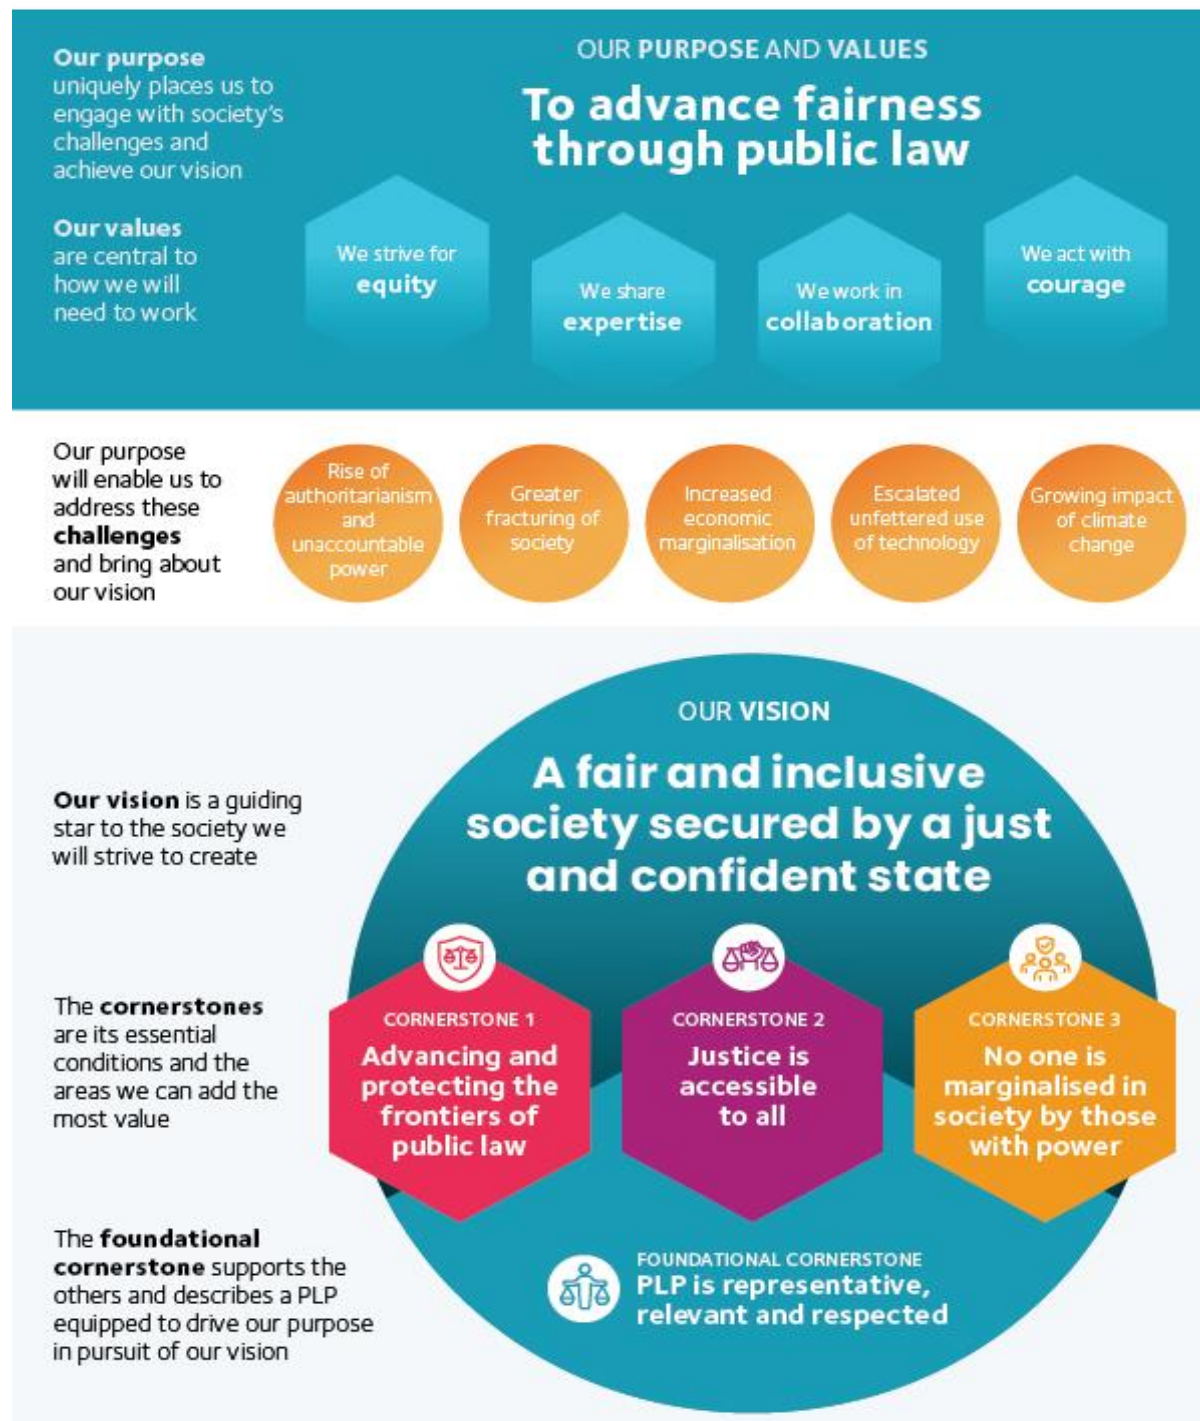 Our purpose
uniquely places us to
engage with society's
challenges and
achieve our vision
Our values
are central to
how we will
need to work
OUR PURPOSE AND VALUES
To advance fairness
through public law
We strive for
equity
We share
expertise
We work in
collaboration
We act with
courage
Our purpose
will enable us to
address these
challenges
and bring about
our vision
Rise of
authoritarianism
and
unaccountable
power
Greater
fracturing of
society
Increased
economic
marginalisation
Escalated
unfettered use
of technology
Growing impact
of climate
change
OUR VISION
A fair and inclusive
society secured by a just
and confident state
Our vision is a guiding
star to the society we
will strive to create
The cornerstones
are its essential
conditions and the
areas we can add the
most value
CORNERSTONE 1
Advancing and
protecting the
frontiers of
public law
CORNERSTONE 2
Justice is
accessible
to all
CORNERSTONE 3
No one is
marginalised in
society by those
with power
The foundational
cornerstone supports the
others and describes a PLP
equipped to drive our purpose
in pursuit of our vision
FOUNDATIONAL CORNERSTONE
PLP is representative,
relevant and respected